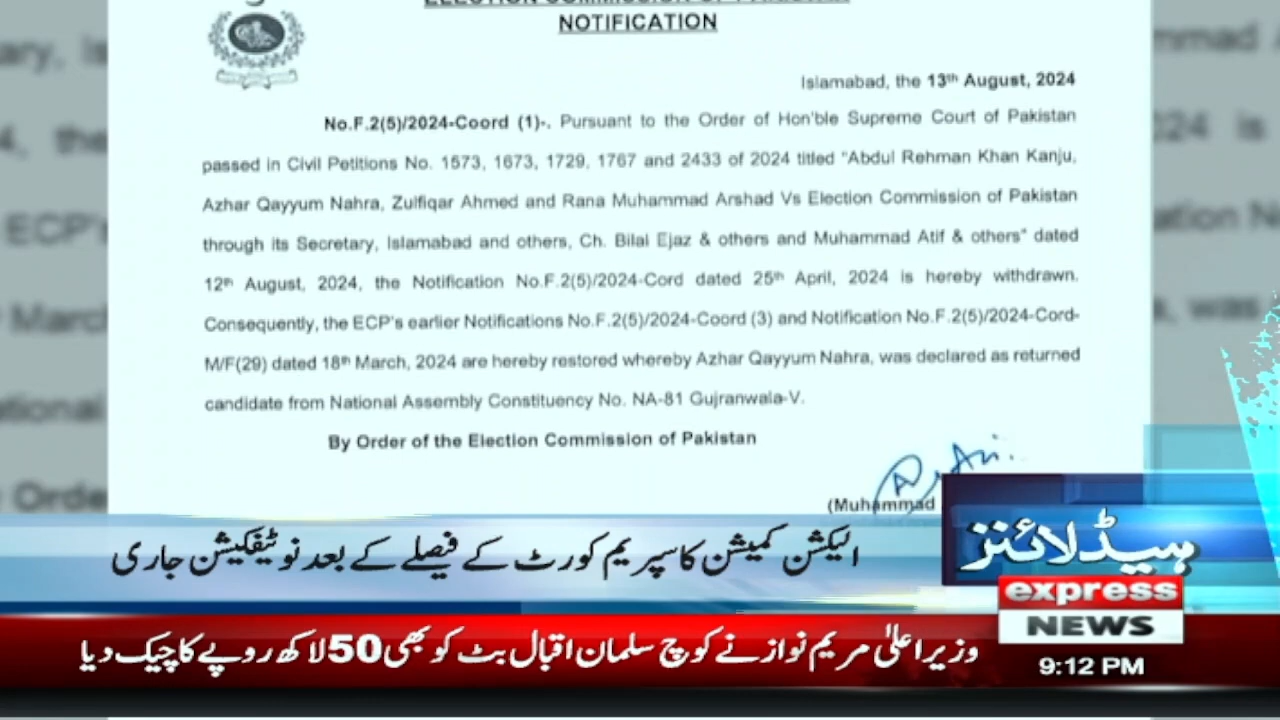 ELECTION COMMISSION OF PAKISTAN
NOTIFICATION
Islamabad, the 13th August, 2024
No.F.2(5)/2024-Coord (1)-. Pursuant to the Order of Hon'ble Supreme Court of Pakistan
passed in Civil Petitions No. 1573, 1673, 1729, 1767 and 2433 of 2024 titled "Abdul Rehman Khan Kanju,
Azhar Qayyum Nahra, Zulfiqar Ahmed and Rana Muhammad Arshad Vs Election Commission of Pakistan
through its Secretary, Islamabad and others, Ch. Bilal Ejaz & others and Muhammad Atif & others" dated
12th August, 2024, the Notification No.F.2(5)/2024-Cord dated 25th April, 2024 is hereby withdrawn.
Consequently, the ECP's earlier Notifications No.F.2(5)/2024-Coord (3) and Notification No.F.2(5)/2024-Cord-
M/F(29) dated 18th March, 2024 are hereby restored whereby Azhar Qayyum Nahra, was declared as returned
candidate from National Assembly Constituency No. NA-81 Gujranwala-V.
By Order of the Election Commission of Pakistan
(Muhammad
ہیڈلائنز
الیکشن کمیشن کا سپریم کورٹ کے فیصلے کے بعد نوٹیفکیشن جاری
express
NEWS
وزیراعلیٰ مریم نواز نے کوچ سلمان اقبال بٹ کو بھی 50 لاکھ روپے کا چیک دیا
9:12 PM